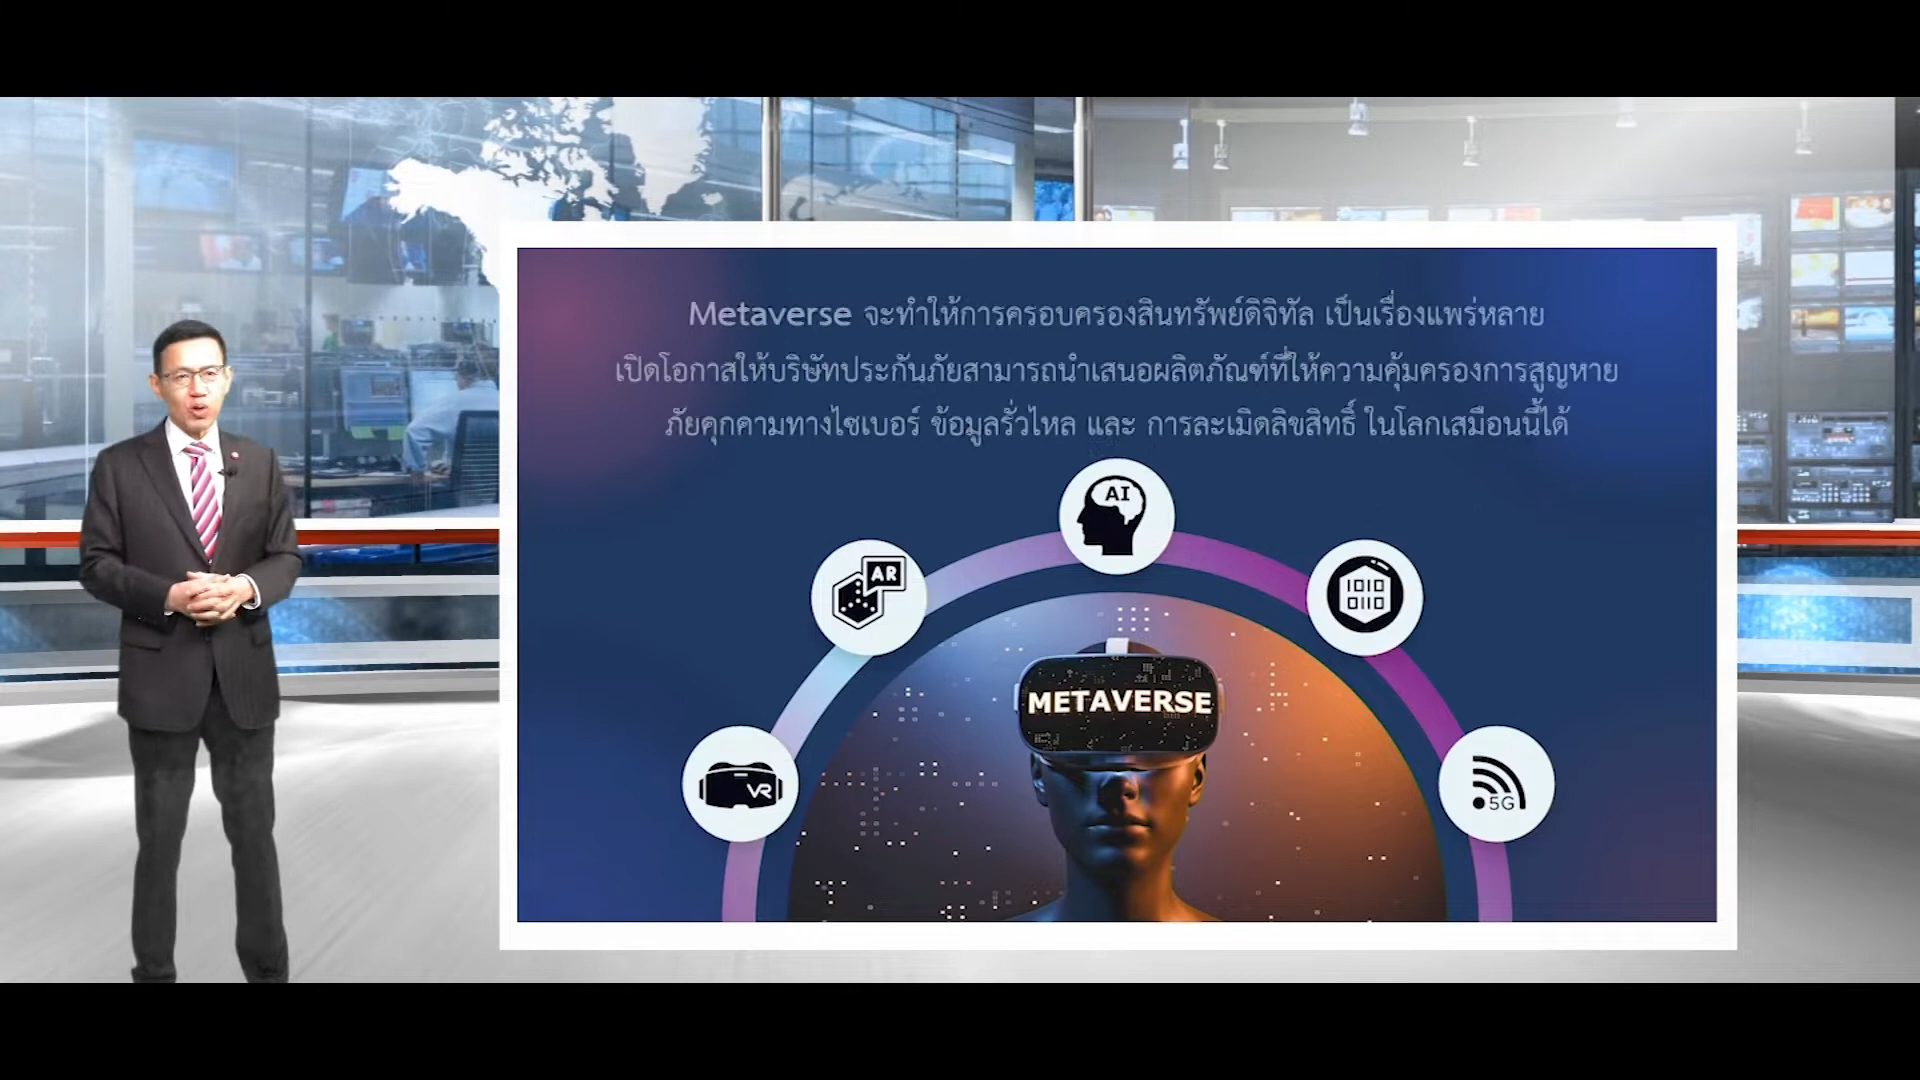 Metaverse จะทำให้การครอบครองสินทรัพย์ดิจิทัล เป็นเรื่องแพร่หลาย
เปิดโอกาสให้บริษัทประกันภัยสามารถนำเสนอผลิตภัณฑ์ที่ให้ความคุ้มครองการสูญหาย
ภัยคุกคามทางไซเบอร์ ข้อมูลรั่วไหล และ การละเมิดลิขสิทธิ์ ในโลกเสมือนนี้ได้
AI
AR
1010
0110
METAVERSE
VR
5G